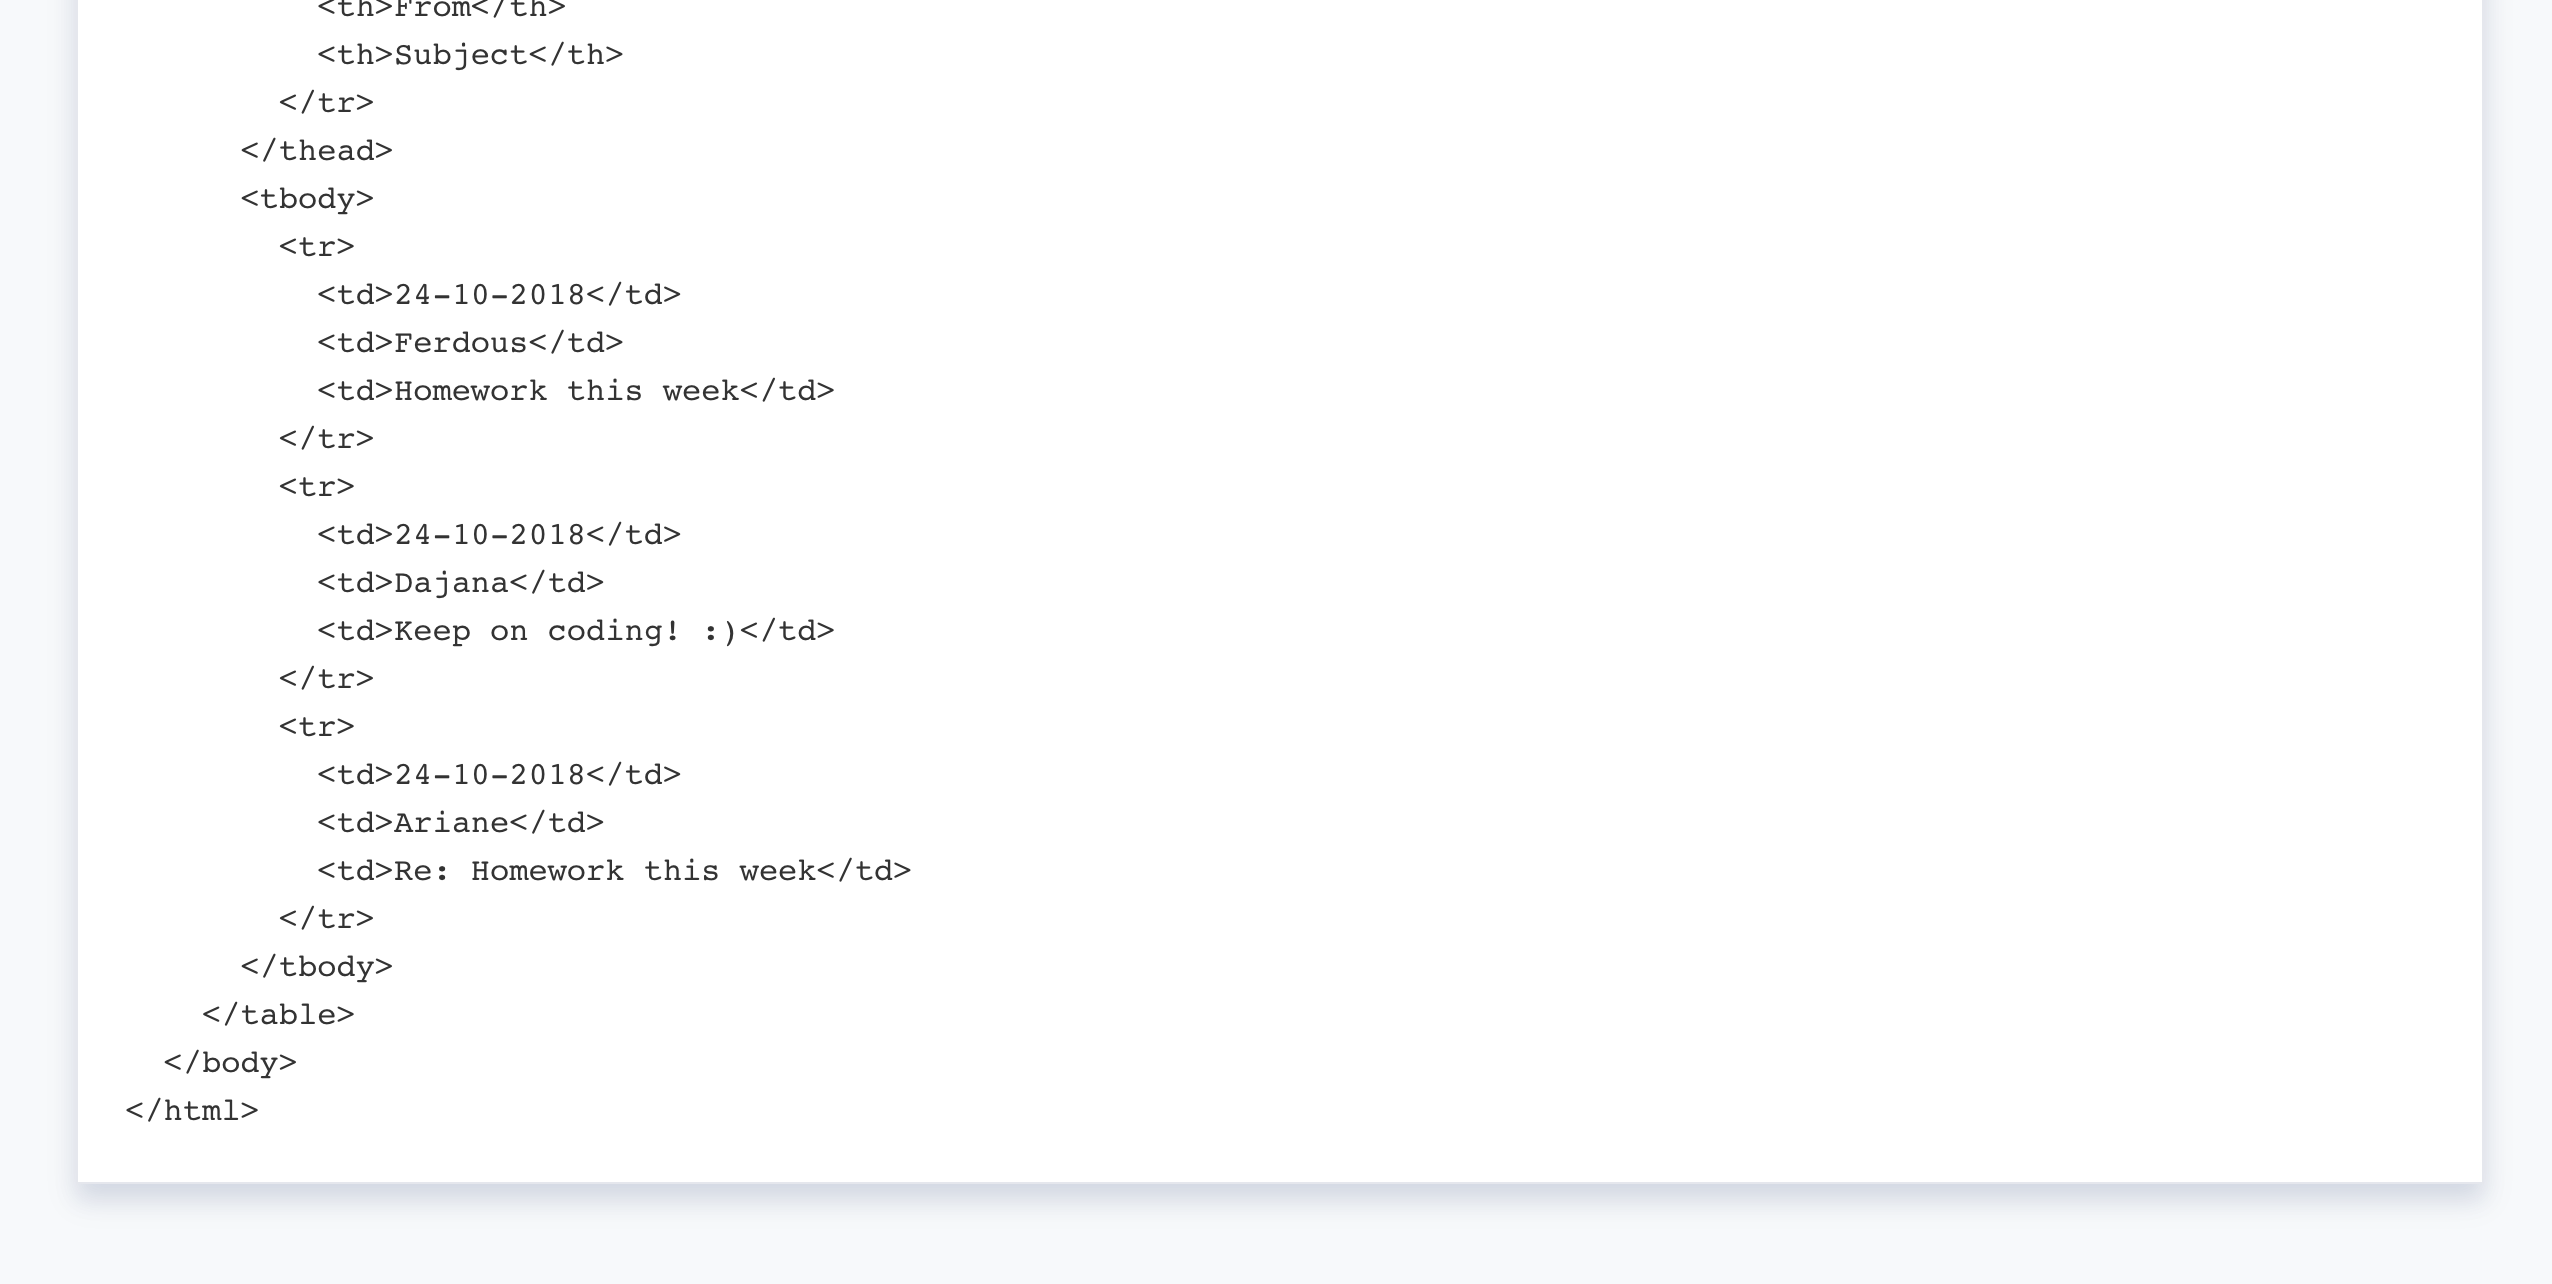 <th>From</th>
<th>Subject</th>
</tr>
</thead>
<tbody>
<tr>
<td>24-10-2018</td>
<td>Ferdous</td>
<td>Homework this week</td>
</tr>
<tr>
<td>24-10-2018</td>
<td>Dajana</td>
<td>Keep on coding! :)</td>
</tr>
<tr>
<td>24-10-2018</td>
<td>Ariane</td>
<td>Re: Homework this week</td>
</tr>
</tbody>
</table>
</body>
</html>